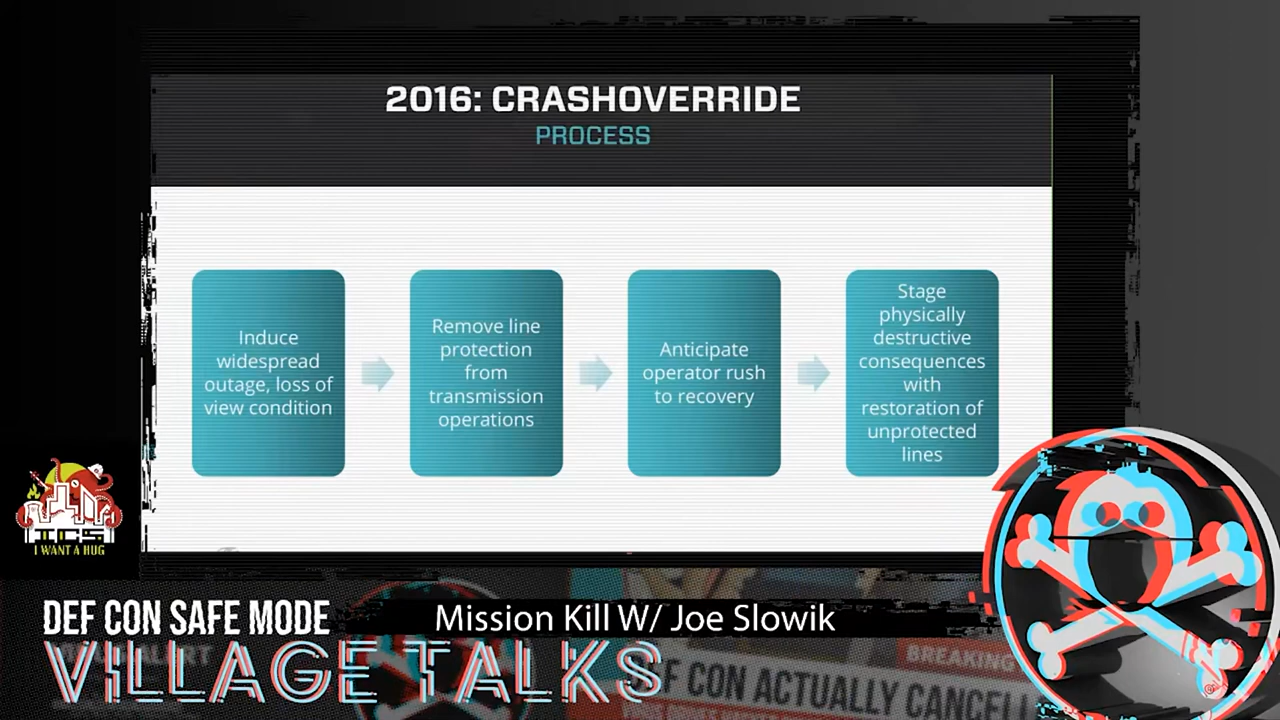 2016: CRASHOVERRIDE
PROCESS
Induce
widespread
outage, loss of
view condition
Remove line
protection
from
transmission
operations
Anticipate
operator rush
to recovery
Stage
physically
destructive
consequences
with
restoration of
unprotected
lines
ICS
I WANT A HUG
DEF CON SAFE MODE
VILLAGE TALKS
Mission Kill W/ Joe Slowik
BREAKING
DEF CON ACTUALLY